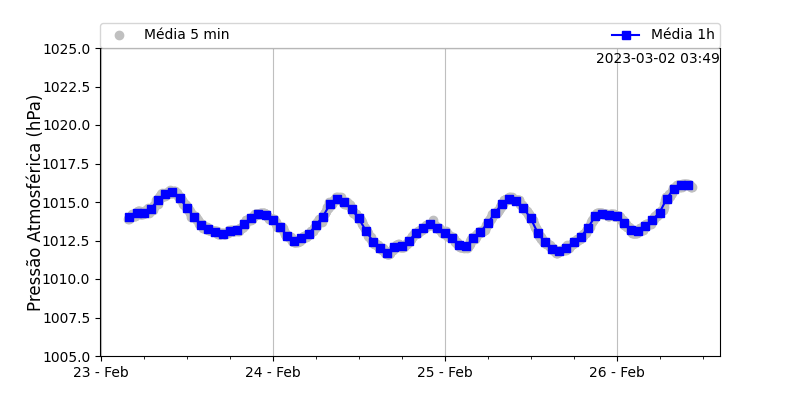 Média 5 min
Média 1h
2023-03-02 03:49
Pressão Atmosférica (hPa)
1025.0
1022.5
1020.0
1017.5
1015.0
1012.5
1010.0
1007.5
1005.0
23 - Feb
24 - Feb
25 - Feb
26 - Feb